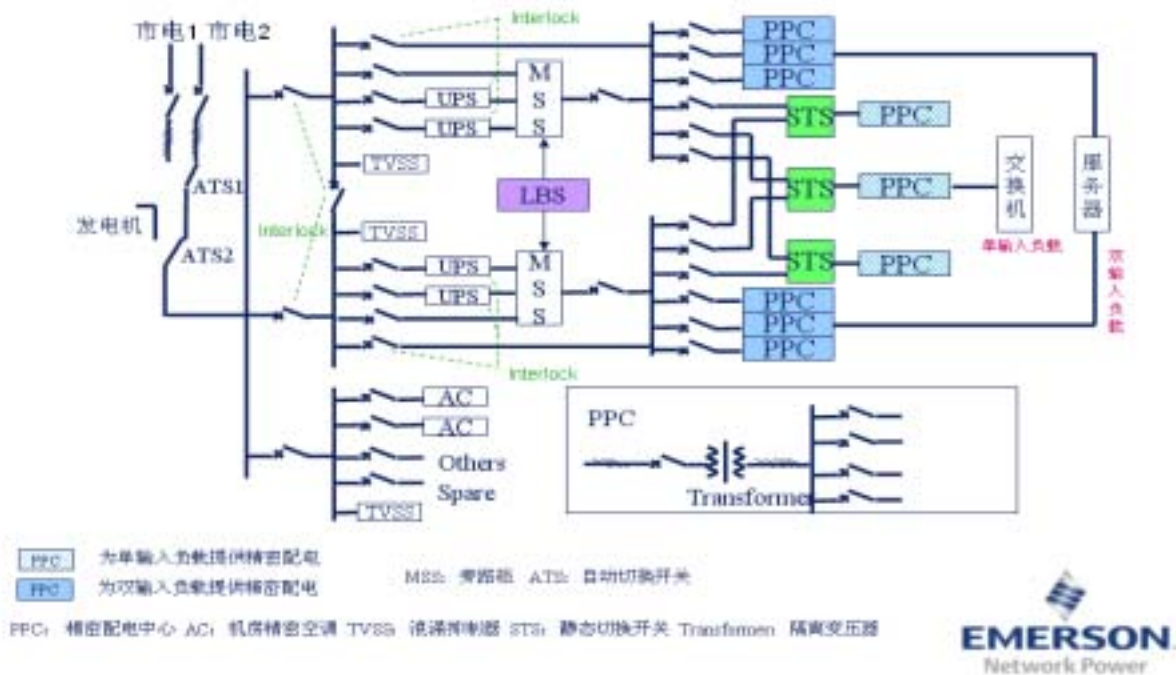 Interlock
市电1 市电2
PPC
PPC
PPC
M
S
S
UPS
UPS
STS
PPC
TVSS
ATS1
LBS
STS
PPC
交换机
服务器
发电机
Interlock
TVSS
ATS2
单输入负载
双输入负载
UPS
UPS
M
S
S
STS
PPC
PPC
PPC
PPC
Interlock
AC
AC
Others
Spare
TVSS
PPC
Transformer
PPC 为单输入负载提供精密配电
PPC 为双输入负载提供精密配电
MSS: 旁路柜 ATS: 自动切换开关
PPC: 精密配电中心 AC: 机房精密空调 TVSS: 浪涌抑制器 STS: 静态切换开关 Transformer: 隔离变压器
EMERSON
Network Power